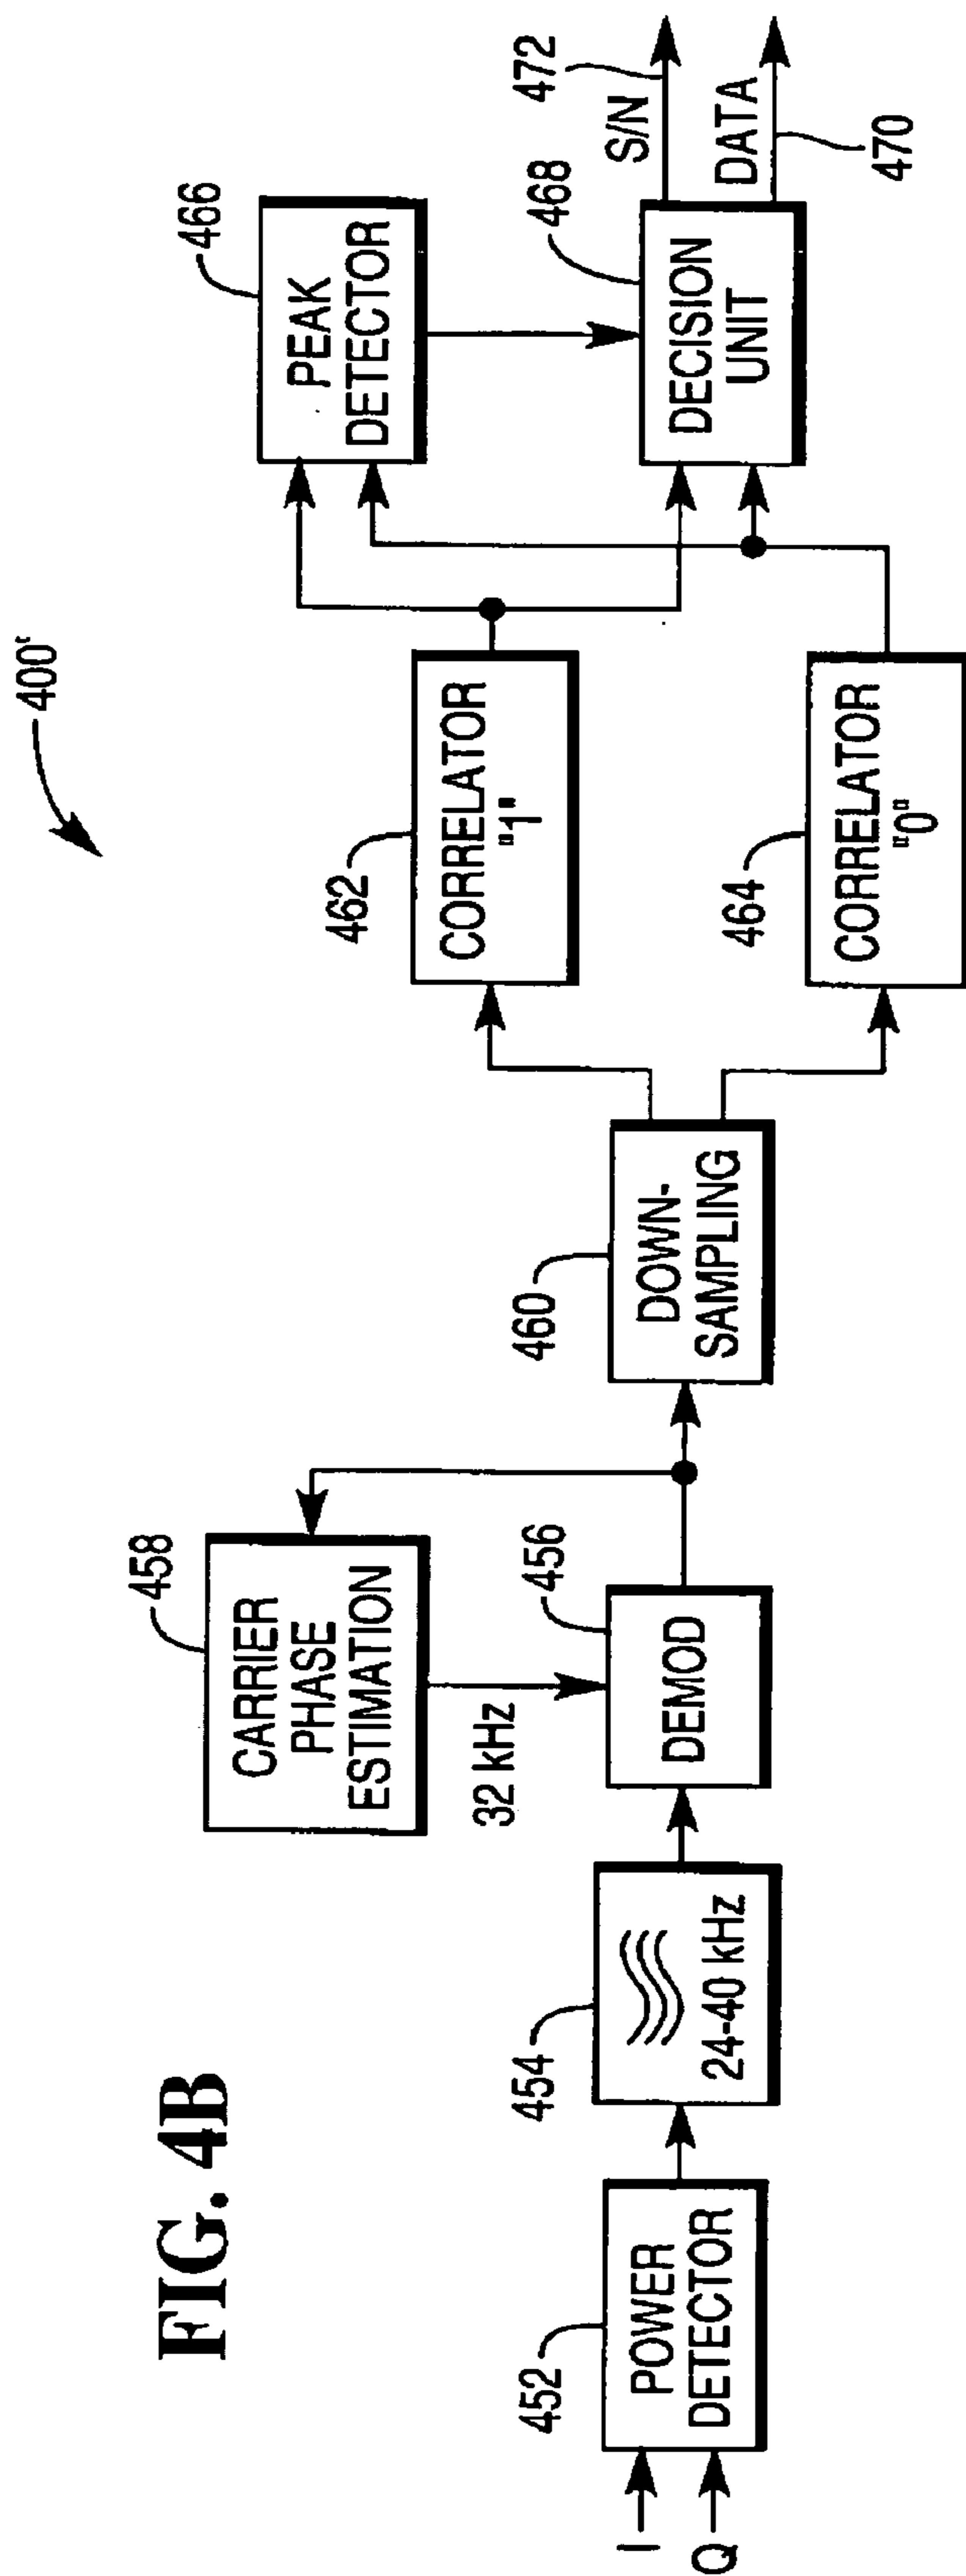 FIG. 4B
400'
I
Q
POWER
DETECTOR
452
24-40 kHz
454
DEMOD
456
32 kHz
CARRIER
PHASE
ESTIMATION
458
DOWN-
SAMPLING
460
CORRELATOR
"1"
462
CORRELATOR
"0"
464
PEAK
DETECTOR
466
DECISION
UNIT
468
S/N
472
DATA
470